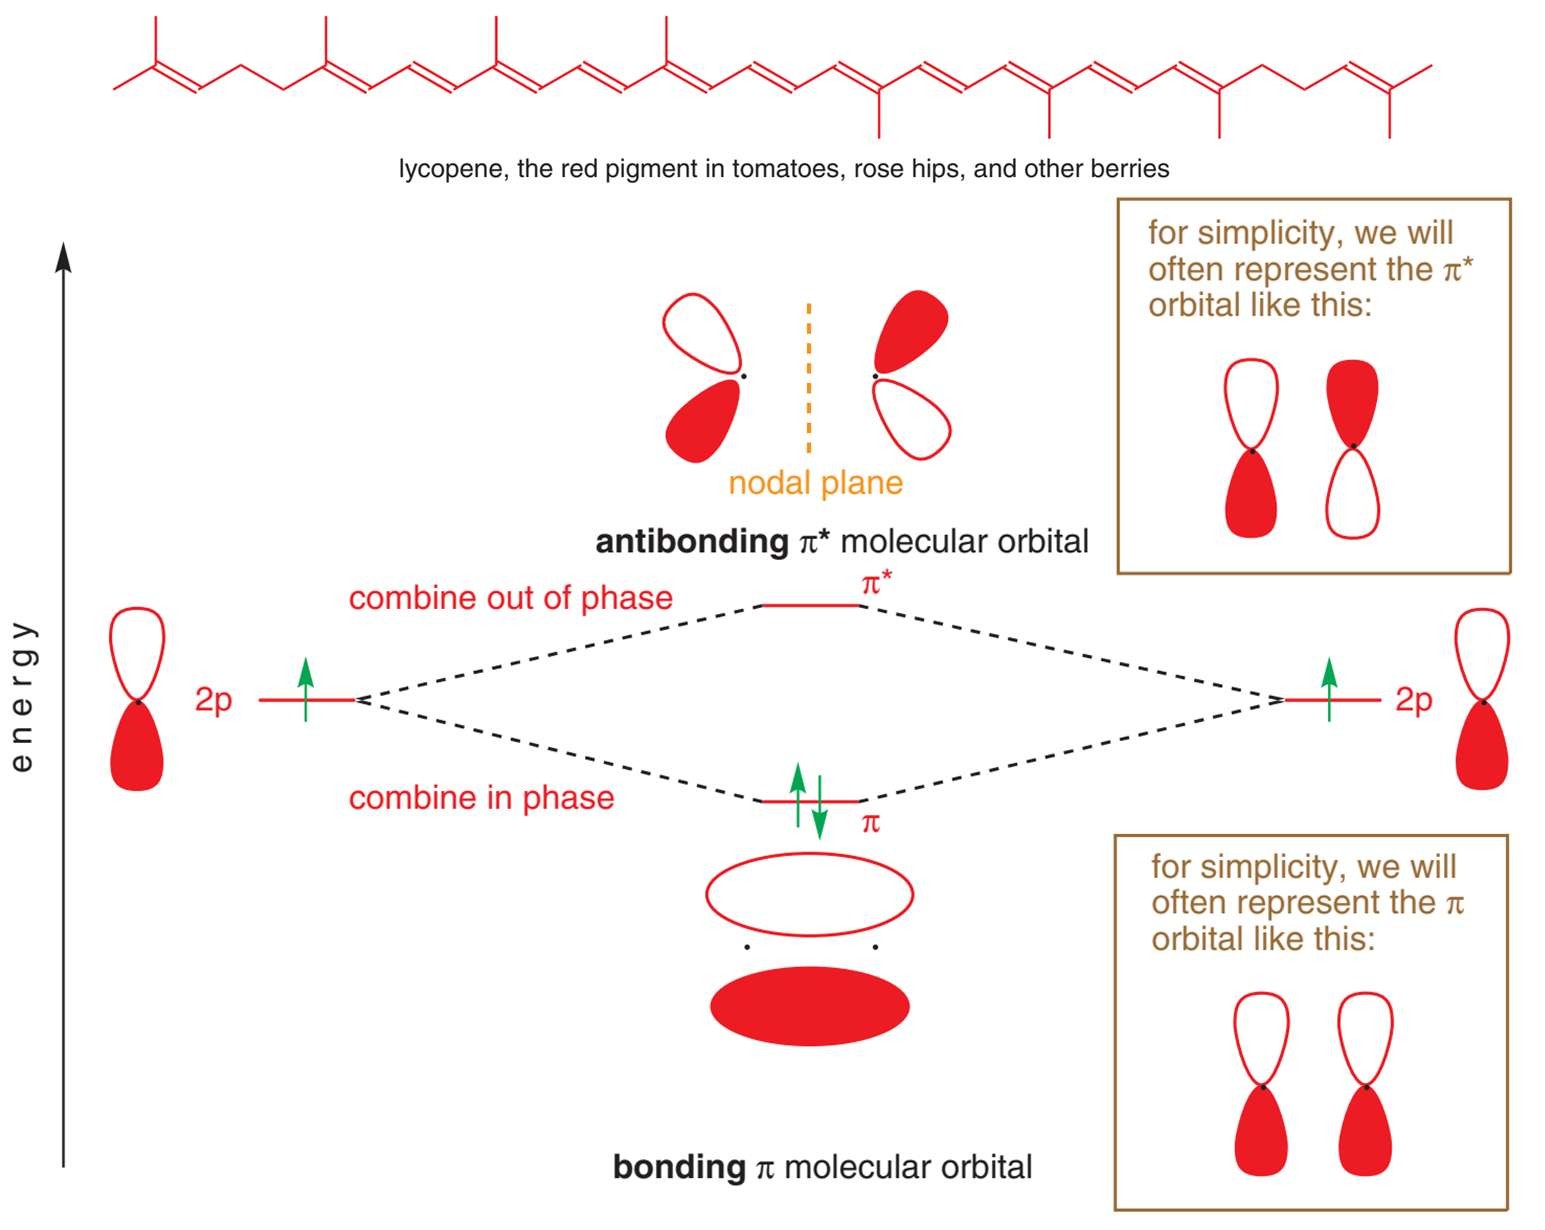 lycopene, the red pigment in tomatoes, rose hips, and other berries
for simplicity, we will
often represent the π*
orbital like this:
nodal plane
antibonding π* molecular orbital
combine out of phase
π*
energy
2p
2p
combine in phase
π
for simplicity, we will
often represent the π
orbital like this:
bonding π molecular orbital